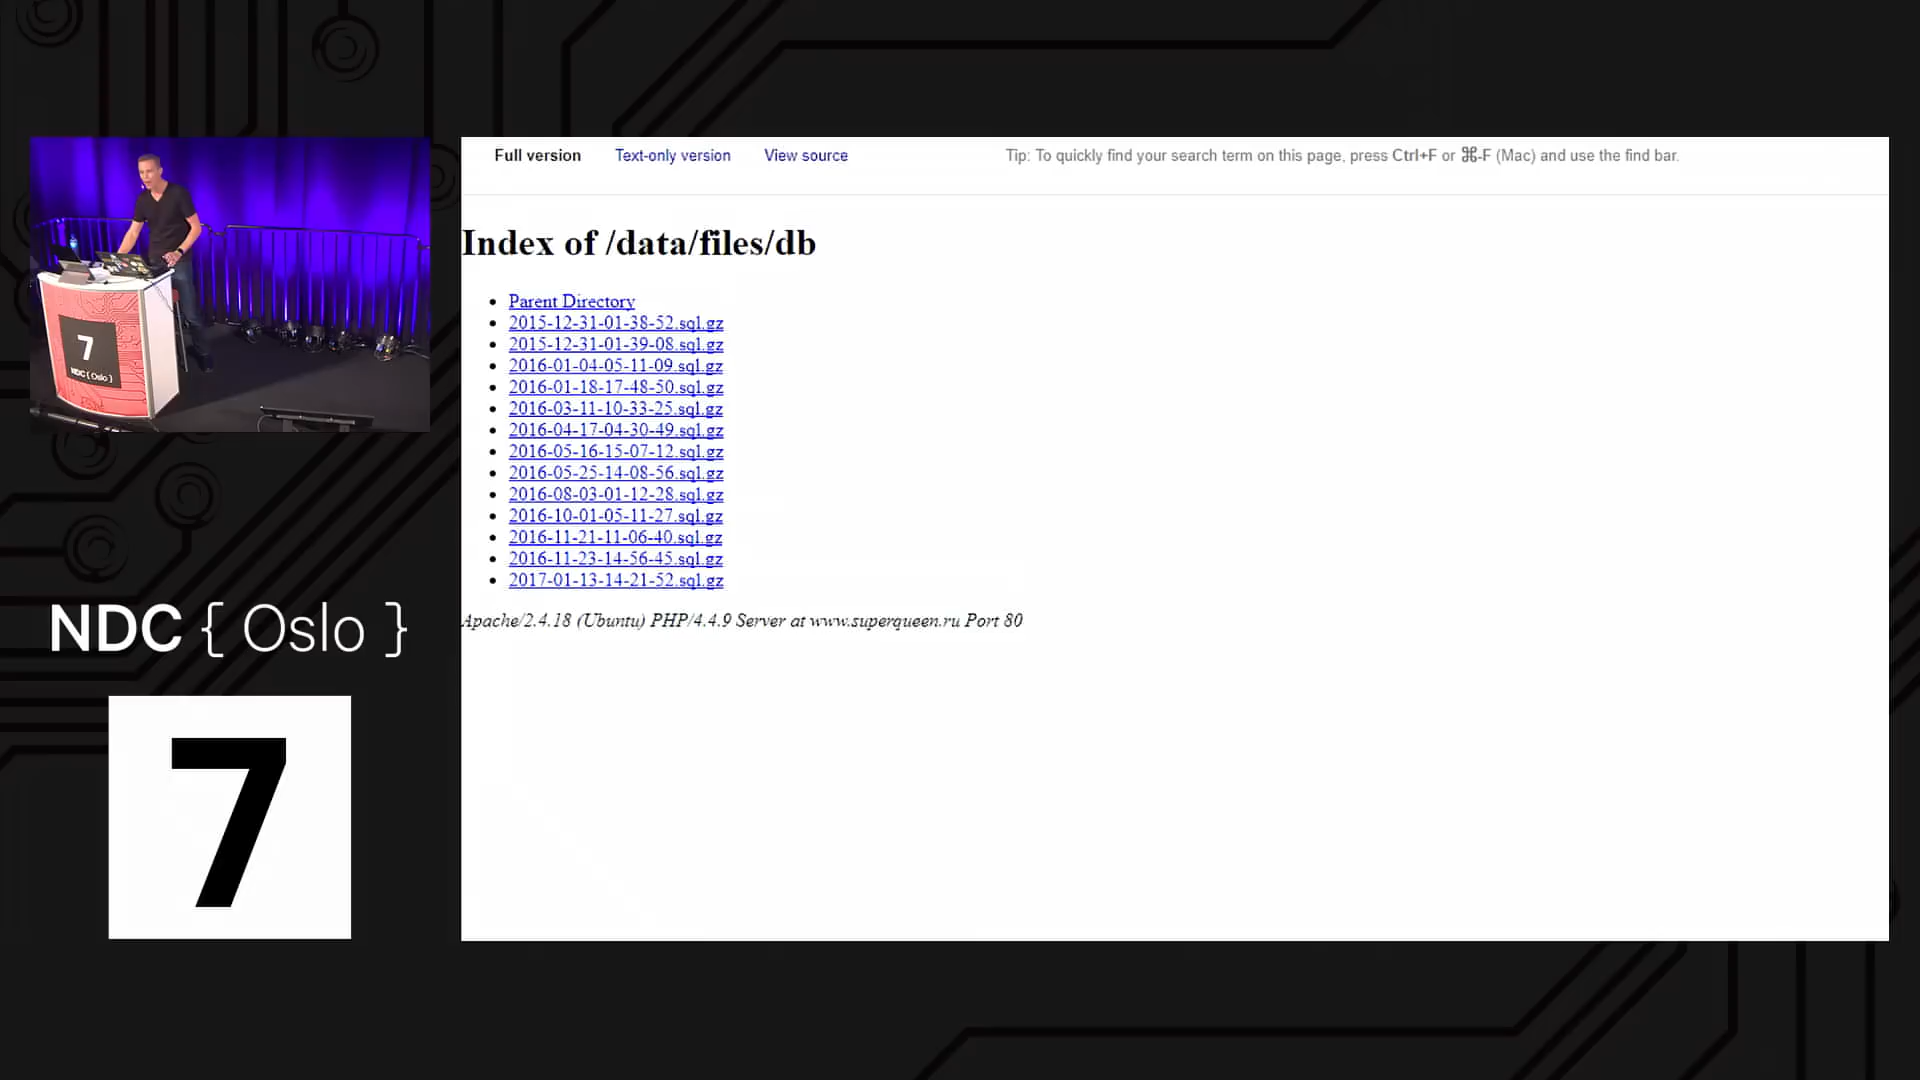 Full version Text-only version View source Tip: To quickly find your search term on this page, press Ctrl+F or ⌘-F (Mac) and use the find bar.
Index of /data/files/db
Parent Directory
2015-12-31-01-38-52.sql.gz
2015-12-31-01-39-08.sql.gz
2016-01-04-05-11-09.sql.gz
2016-01-18-17-48-50.sql.gz
2016-03-11-10-33-25.sql.gz
2016-04-17-04-30-49.sql.gz
2016-05-16-15-07-12.sql.gz
2016-05-25-14-08-56.sql.gz
2016-08-03-01-12-28.sql.gz
2016-10-01-05-11-27.sql.gz
2016-11-21-11-06-40.sql.gz
2016-11-23-14-56-45.sql.gz
2017-01-13-14-21-52.sql.gz
Apache/2.4.18 (Ubuntu) PHP/4.4.9 Server at www.superqueen.ru Port 80
7
NDC { Oslo }
NDC { Oslo }
7